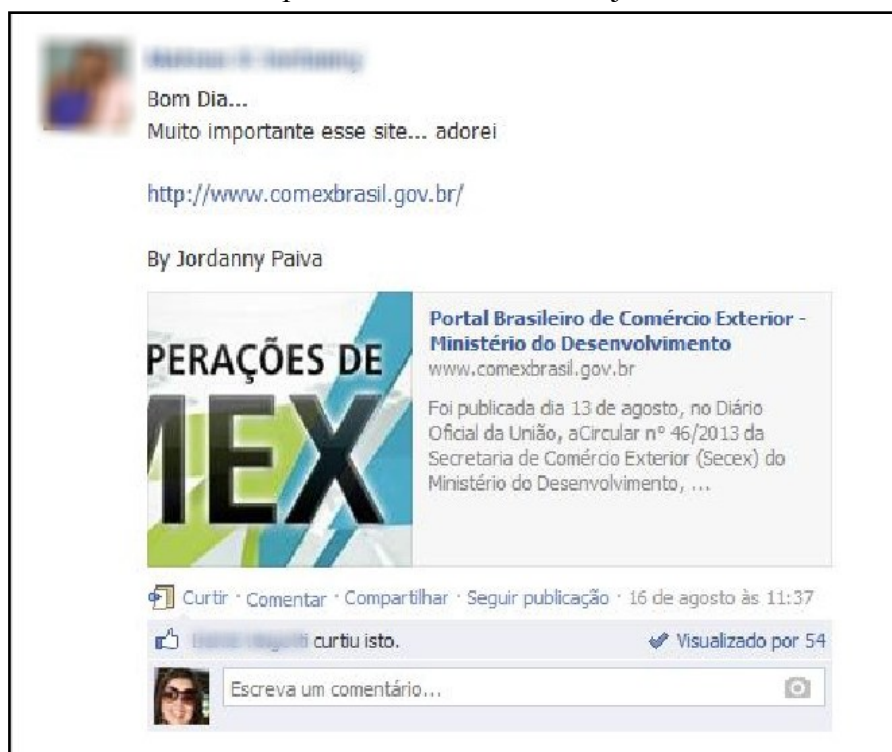 Bom Dia...
Muito importante esse site... adorei
http://www.comexbrasil.gov.br/
By Jordanny Paiva
PERAÇÕES DE
MEX
Portal Brasileiro de Comércio Exterior -
Ministério do Desenvolvimento
www.comexbrasil.gov.br
Foi publicada dia 13 de agosto, no Diário
Oficial da União, aCircular nº 46/2013 da
Secretaria de Comércio Exterior (Secex) do
Ministério do Desenvolvimento, ...
Curtir · Comentar · Compartilhar · Seguir publicação · 16 de agosto às 11:37
curtiu isto. Visualizado por 54
Escreva um comentário...